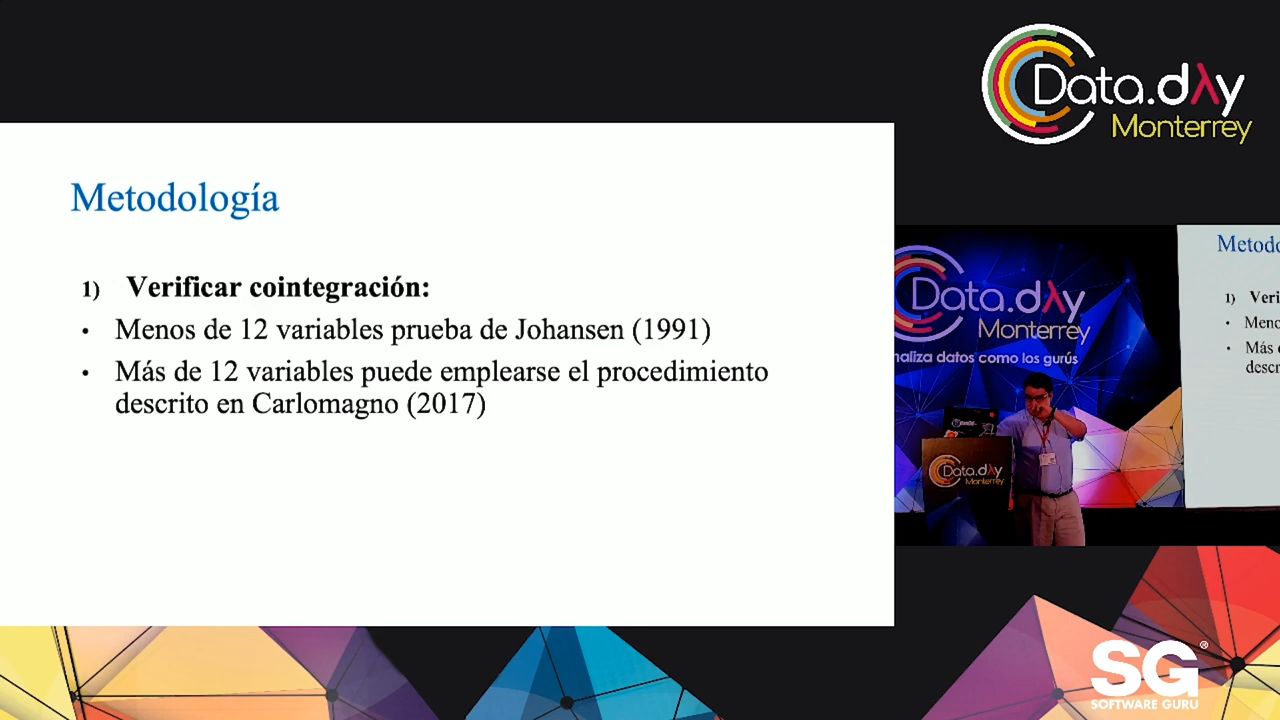 Data.dλy
Monterrey
Metodología
1) Verificar cointegración:
• Menos de 12 variables prueba de Johansen (1991)
• Más de 12 variables puede emplearse el procedimiento
descrito en Carlomagno (2017)
Data.dλy
Monterrey
naliza datos como los gurús
Data.dλy
Monterrey
Metodo
1) Veri
• Meno
• Más d
descr
SG®
SOFTWARE GURU